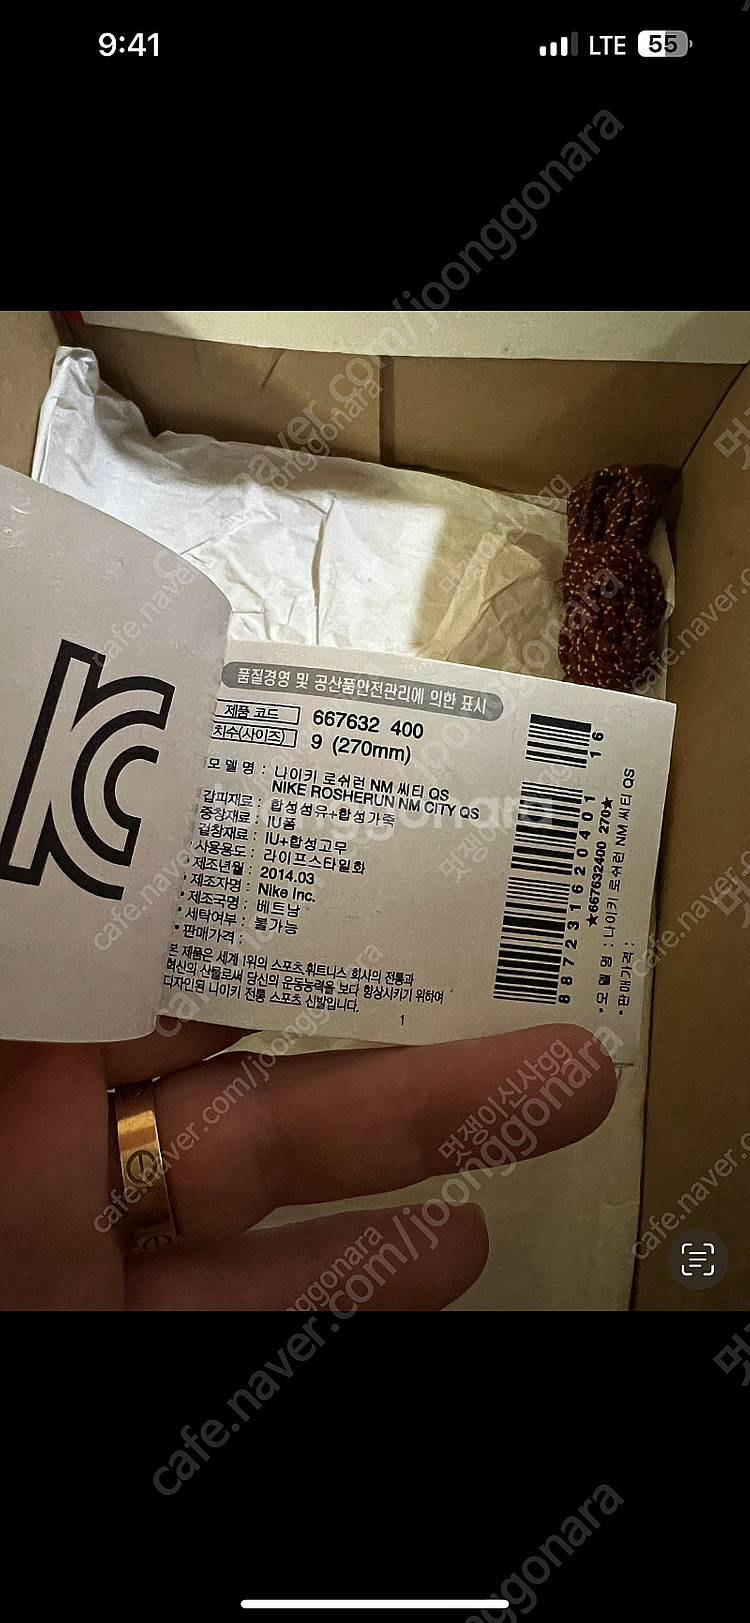 9:41
LTE
55
품질경영 및 공산품안전관리에 의한 표시
제품 코드 667632 400
치수(사이즈) 9 (270mm)
모 델 명 : 나이키 로쉬런 NM 씨티 QS
NIKE ROSHERUN NM CITY QS
갑피재료 : 합성섬유+합성가죽
중창재료 : IU폼
겉창재료 : IU+합성고무
사용용도 : 라이프스타일화
• 제조년월 : 2014.03
• 제조자명 : Nike Inc.
• 제조국명 : 베트남
• 세탁여부 : 불가능
• 판매가격 :
본 제품은 세계 1위의 스포츠,휘트니스 회사의 전통과
혁신의 산물로써 당신의 운동능력을 보다 향상시키기 위하여
디자인된 나이키 전통 스포츠 신발입니다.
1
16
887231620401
★667632400 270★
• 모 델 명 : 나이키 로쉬런 NM 씨티 QS
• 판매가격 :
KC
cafe.naver.com/joonggonara
멋쟁이신사gg